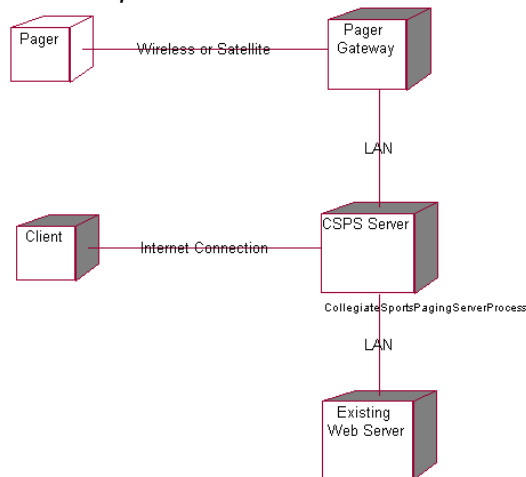 Pager
Wireless or Satellite
Pager
Gateway
LAN
Client
Internet Connection
CSPS Server
CollegiateSportsPagingServerProcess
LAN
Existing
Web Server